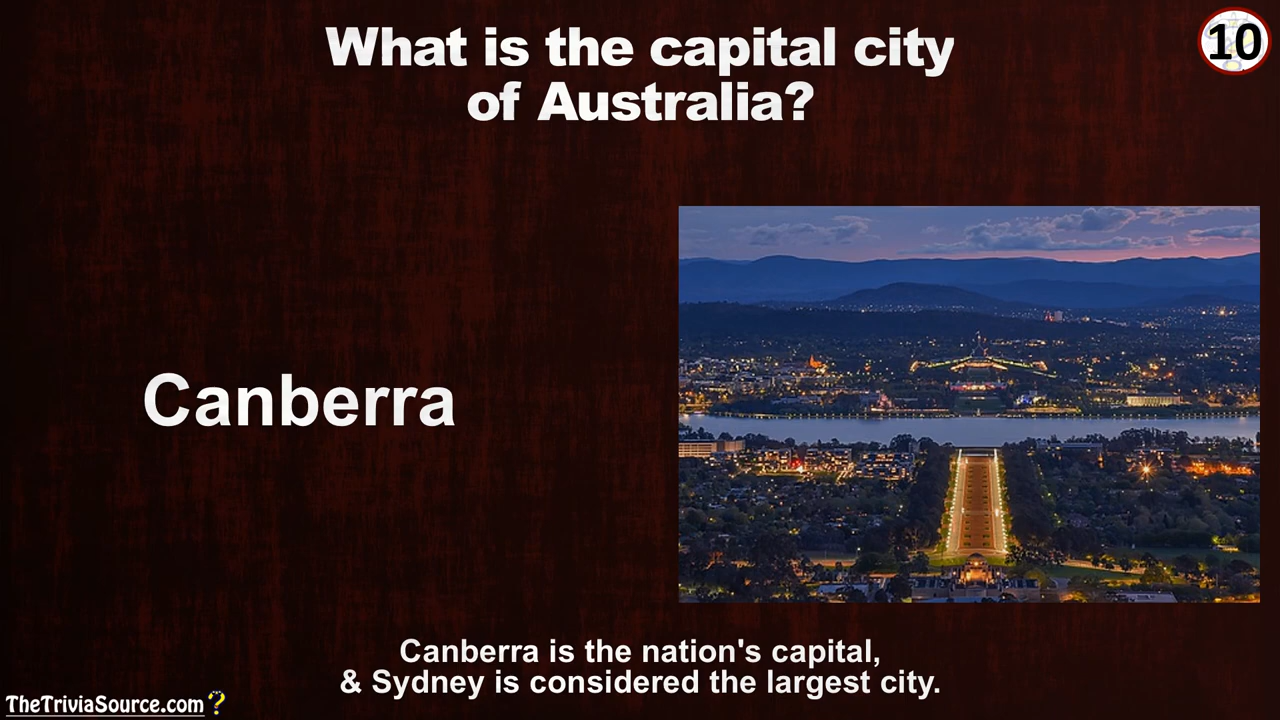 What is the capital city
of Australia?
10
Canberra
Canberra is the nation's capital,
& Sydney is considered the largest city.
TheTriviaSource.com?